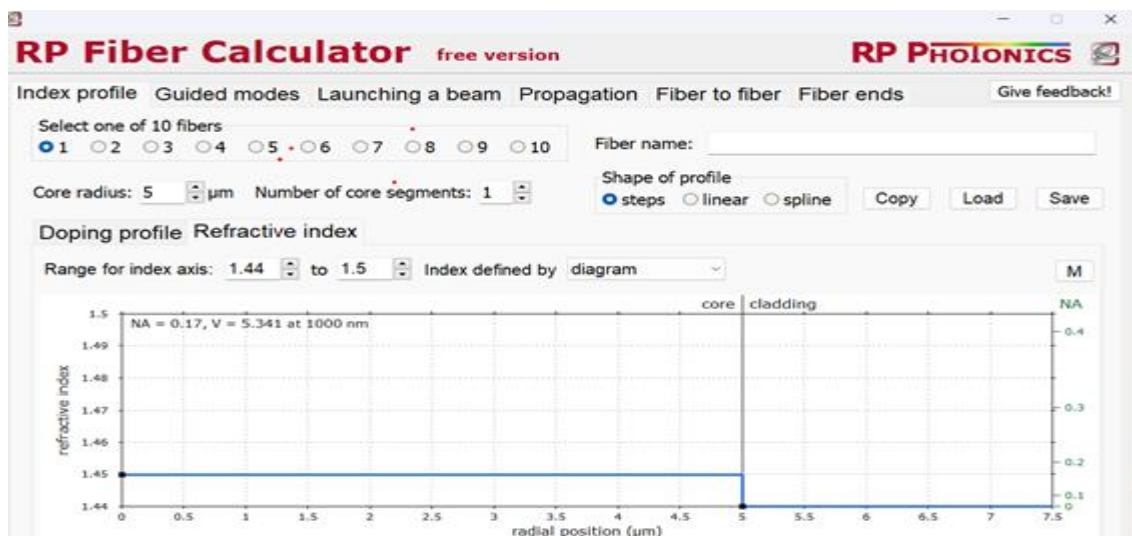 RP Fiber Calculator free version RP PHOTONICS
Index profile Guided modes Launching a beam Propagation Fiber to fiber Fiber ends Give feedback!
Select one of 10 fibers
1 2 3 4 5 6 7 8 9 10 Fiber name:
Core radius: 5 µm Number of core segments: 1
Shape of profile
steps linear spline Copy Load Save
Doping profile Refractive index
Range for index axis: 1.44 to 1.5 Index defined by diagram M
core cladding NA
NA = 0.17, V = 5.341 at 1000 nm
1.5
1.49
1.48
1.47
1.46
1.45
1.44
refractive index
0.4
0.3
0.2
0.1
0
0 0.5 1 1.5 2 2.5 3 3.5 4 4.5 5 5.5 6 6.5 7 7.5
radial position (µm)